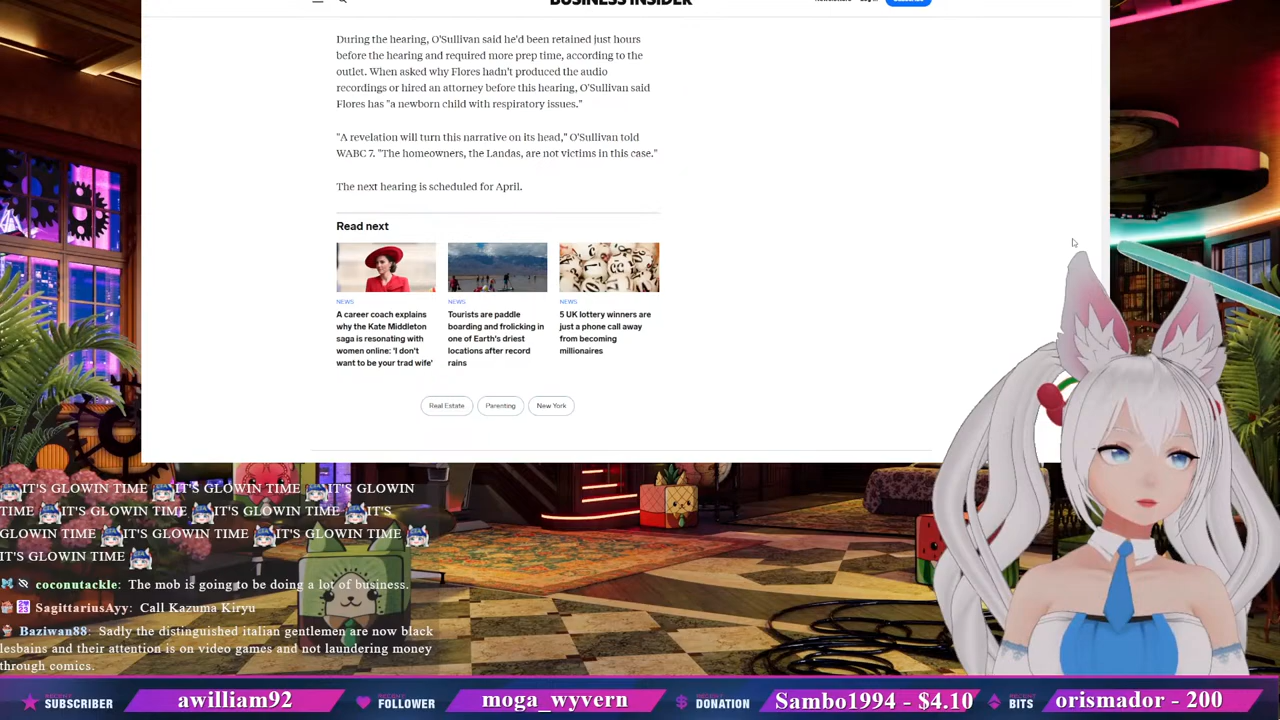 BUSINESS INSIDER
During the hearing, O'Sullivan said he'd been retained just hours
before the hearing and required more prep time, according to the
outlet. When asked why Flores hadn't produced the audio
recordings or hired an attorney before this hearing, O'Sullivan said
Flores has "a newborn child with respiratory issues."
"A revelation will turn this narrative on its head," O'Sullivan told
WABC 7. "The homeowners, the Landas, are not victims in this case."
The next hearing is scheduled for April.
Read next
NEWS
A career coach explains
why the Kate Middleton
saga is resonating with
women online: 'I don't
want to be your trad wife'
NEWS
Tourists are paddle
boarding and frolicking in
one of Earth's driest
locations after record
rains
NEWS
5 UK lottery winners are
just a phone call away
from becoming
millionaires
Real Estate
Parenting
New York
IT'S GLOWIN TIME IT'S GLOWIN TIME IT'S GLOWIN
TIME IT'S GLOWIN TIME IT'S GLOWIN TIME IT'S
GLOWIN TIME IT'S GLOWIN TIME IT'S GLOWIN TIME
IT'S GLOWIN TIME
coconutackle: The mob is going to be doing a lot of business.
SagittariusAyy: Call Kazuma Kiryu
Baziwan88: Sadly the distinguished italian gentlemen are now black
lesbains and their attention is on video games and not laundering money
through comics.
RECENT SUBSCRIBER awilliam92 RECENT FOLLOWER moga_wyvern RECENT DONATION Sambo1994 - $4.10 RECENT BITS orismador - 200